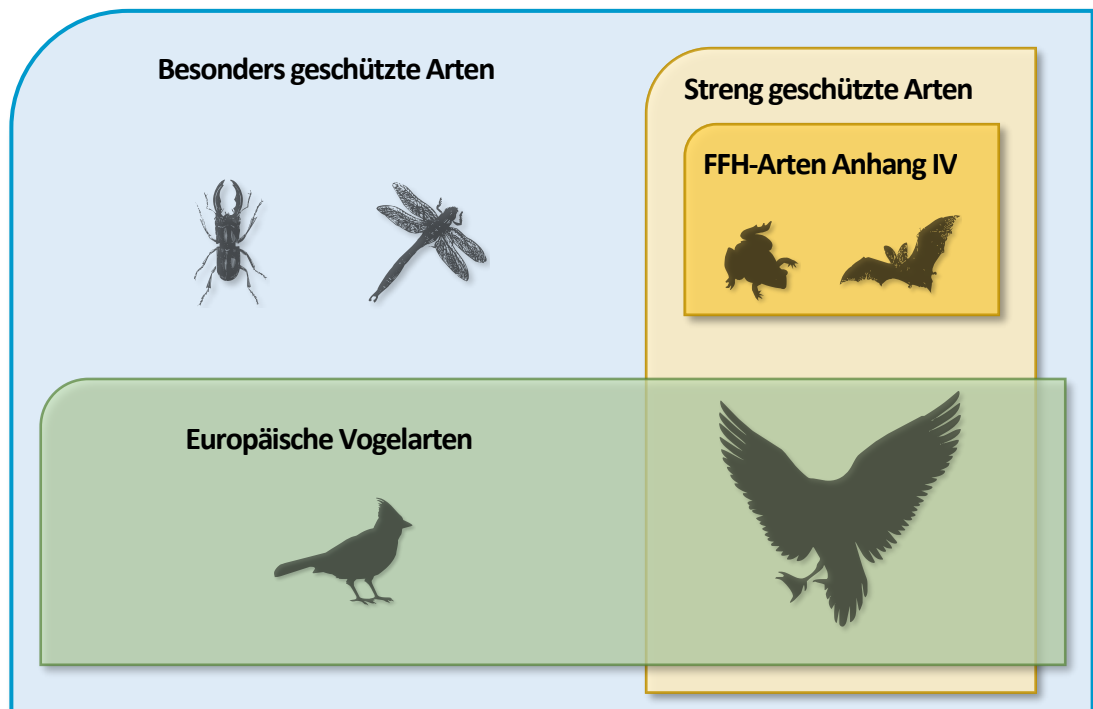 Besonders geschützte Arten
Streng geschützte Arten
FFH-Arten Anhang IV
Europäische Vogelarten